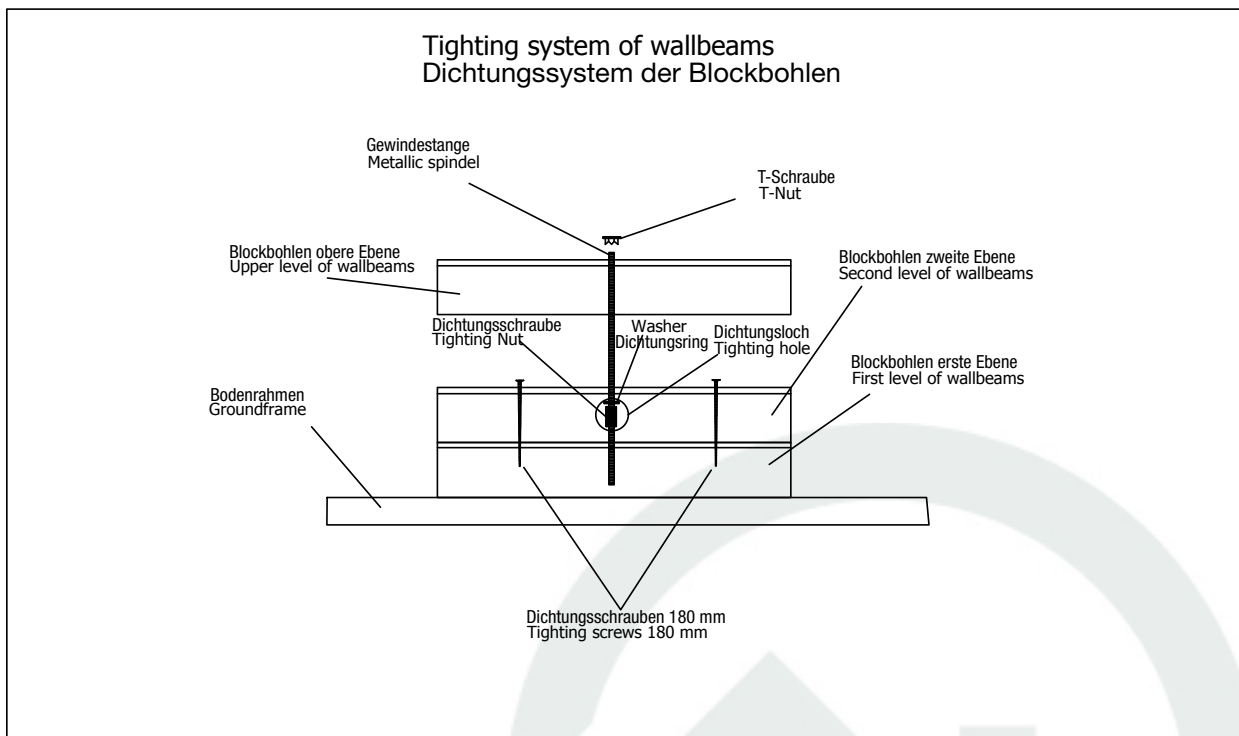 Tighting system of wallbeams
Dichtungssystem der Blockbohlen
Gewindestange
Metallic spindel
T-Schraube
T-Nut
Blockbohlen obere Ebene
Upper level of wallbeams
Blockbohlen zweite Ebene
Second level of wallbeams
Dichtungsschraube
Tighting Nut
Washer
Dichtungsring
Dichtungsloch
Tighting hole
Blockbohlen erste Ebene
First level of wallbeams
Bodenrahmen
Groundframe
Dichtungsschrauben 180 mm
Tighting screws 180 mm